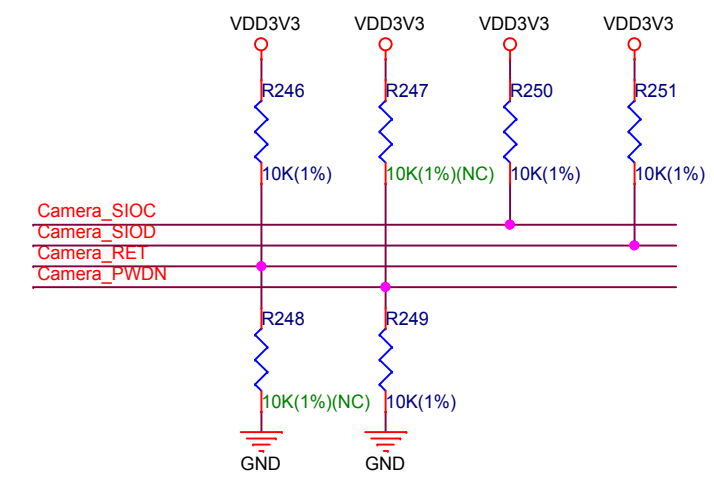 VDD3V3 VDD3V3 VDD3V3 VDD3V3
R246 R247 R250 R251
10K(1%) 10K(1%)(NC) 10K(1%) 10K(1%)
Camera_SIOC
Camera_SIOD
Camera_RET
Camera_PWDN
R248 R249
10K(1%)(NC) 10K(1%)
GND GND